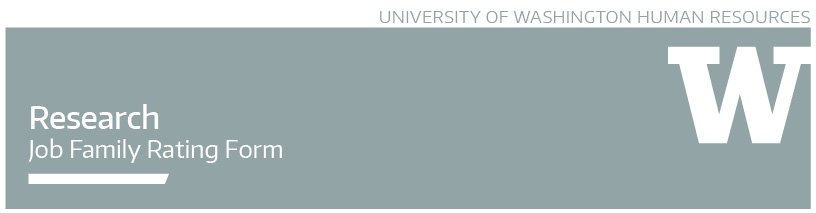 UNIVERSITY OF WASHINGTON HUMAN RESOURCES
W
Research
Job Family Rating Form